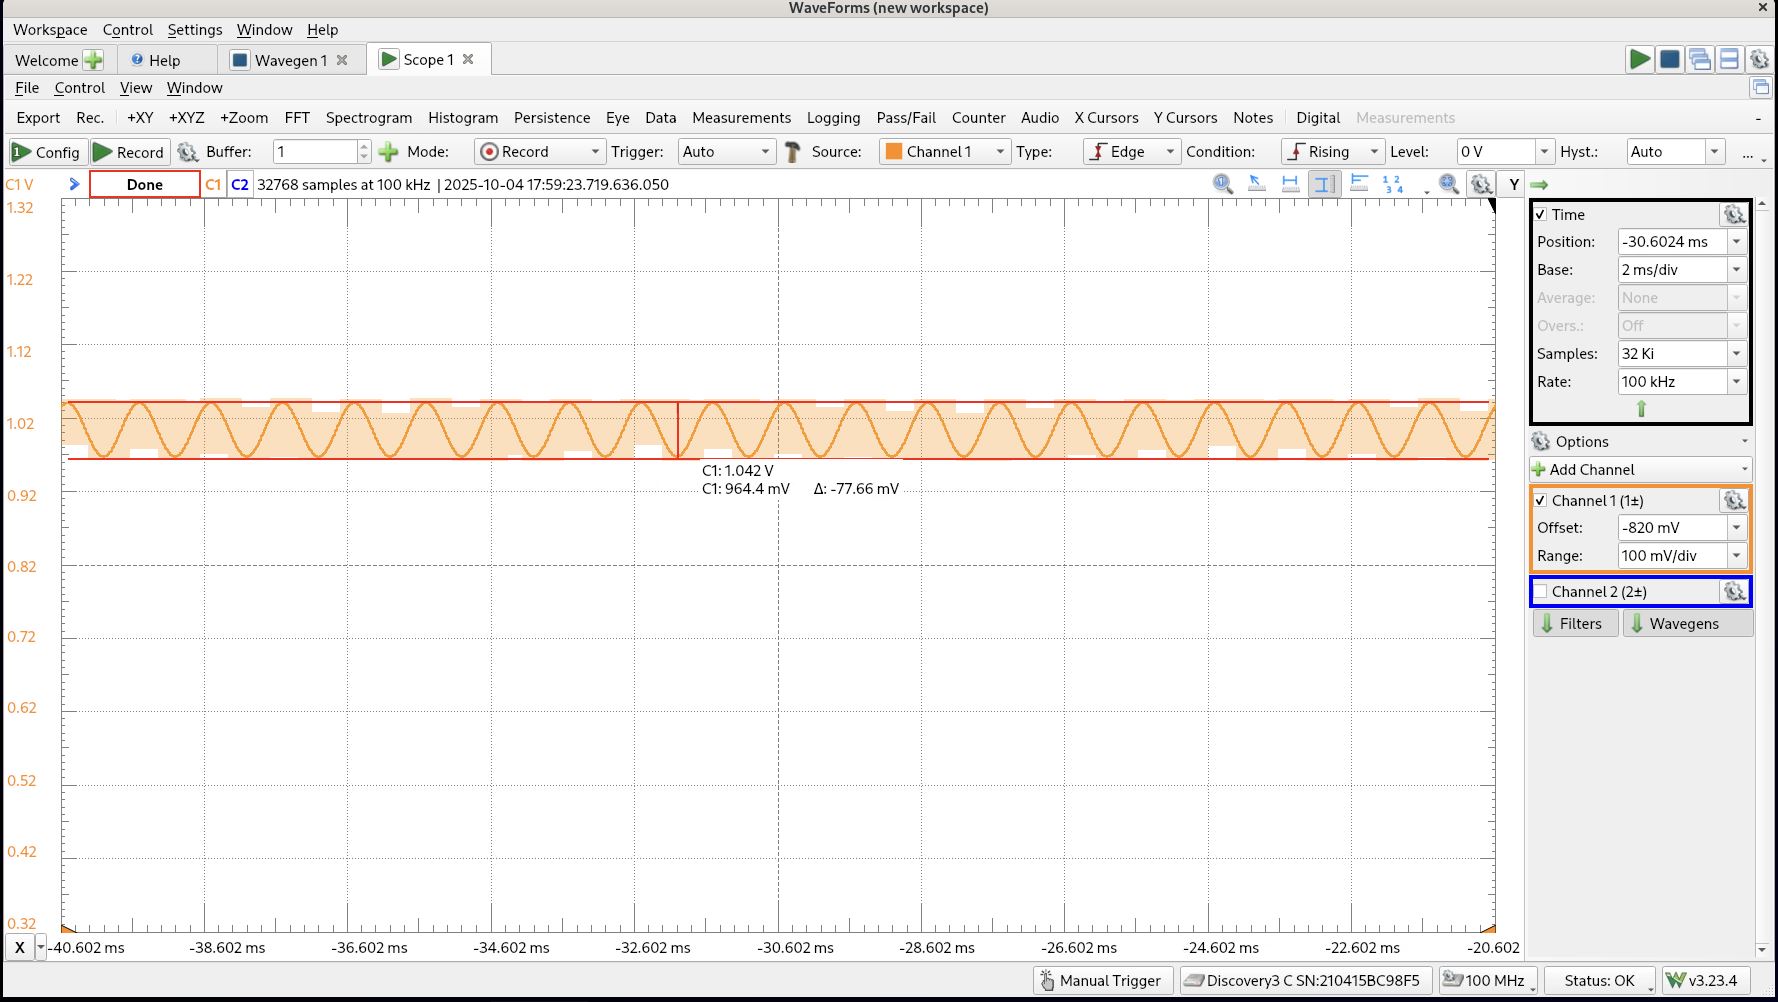 WaveForms (new workspace)
Workspace Control Settings Window Help
Welcome Help Wavegen 1 Scope 1
File Control View Window
Export Rec. +XY +XYZ +Zoom FFT Spectrogram Histogram Persistence Eye Data Measurements Logging Pass/Fail Counter Audio X Cursors Y Cursors Notes Digital Measurements
Config Record Buffer: 1 Mode: Record Trigger: Auto Source: Channel 1 Type: Edge Condition: Rising Level: 0 V Hyst.: Auto ...
C1 V Done C1 C2 32768 samples at 100 kHz | 2025-10-04 17:59:23.719.636.050 Y
1.32
1.22
1.12
1.02
0.92
0.82
0.72
0.62
0.52
0.42
0.32
C1: 1.042 V
C1: 964.4 mV Δ: -77.66 mV
X -40.602 ms -38.602 ms -36.602 ms -34.602 ms -32.602 ms -30.602 ms -28.602 ms -26.602 ms -24.602 ms -22.602 ms -20.602
Time
Position: -30.6024 ms
Base: 2 ms/div
Average: None
Overs.: Off
Samples: 32 Ki
Rate: 100 kHz
Options
Add Channel
Channel 1 (1±)
Offset: -820 mV
Range: 100 mV/div
Channel 2 (2±)
Filters Wavegens
Manual Trigger Discovery3 C SN:210415BC98F5 100 MHz Status: OK v3.23.4